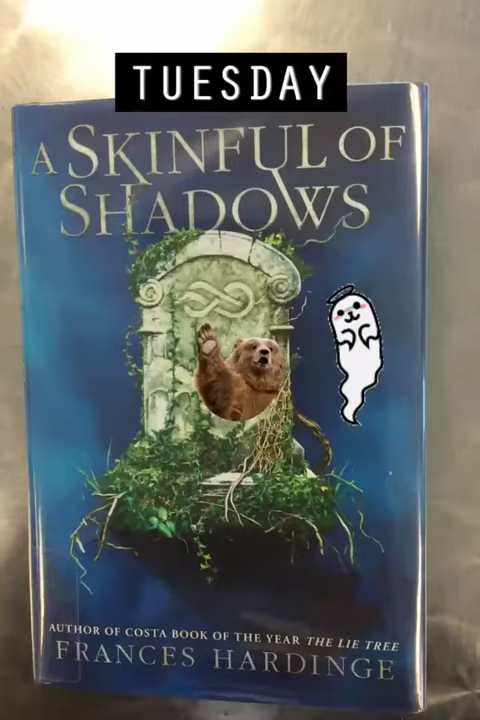 TUESDAY
A SKINFUL OF
SHADOWS
AUTHOR OF COSTA BOOK OF THE YEAR THE LIE TREE
FRANCES HARDINGE